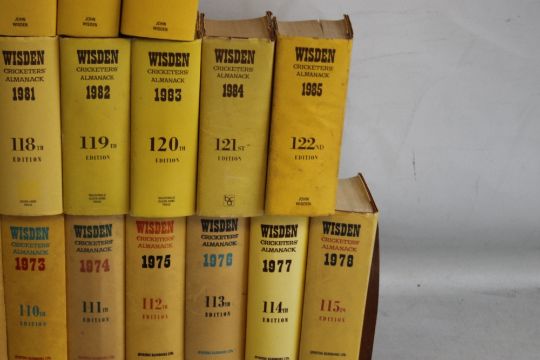 JOHN
WISDEN
JOHN
WISDEN
WISDEN
CRICKETERS'
ALMANACK
1981
118TH
EDITION
WISDEN
CRICKETERS'
ALMANACK
1982
119TH
EDITION
WISDEN
CRICKETERS'
ALMANACK
1983
120TH
EDITION
WISDEN
CRICKETERS'
ALMANACK
1984
121ST
EDITION
WISDEN
CRICKETERS'
ALMANACK
1985
122ND
EDITION
JOHN
WISDEN
WISDEN
CRICKETERS'
ALMANACK
1973
110TH
EDITION
WISDEN
CRICKETERS'
ALMANACK
1974
111TH
EDITION
WISDEN
CRICKETERS'
ALMANACK
1975
112TH
EDITION
WISDEN
CRICKETERS'
ALMANACK
1976
113TH
EDITION
WISDEN
CRICKETERS'
ALMANACK
1977
114TH
EDITION
WISDEN
CRICKETERS'
ALMANACK
1978
115TH
EDITION